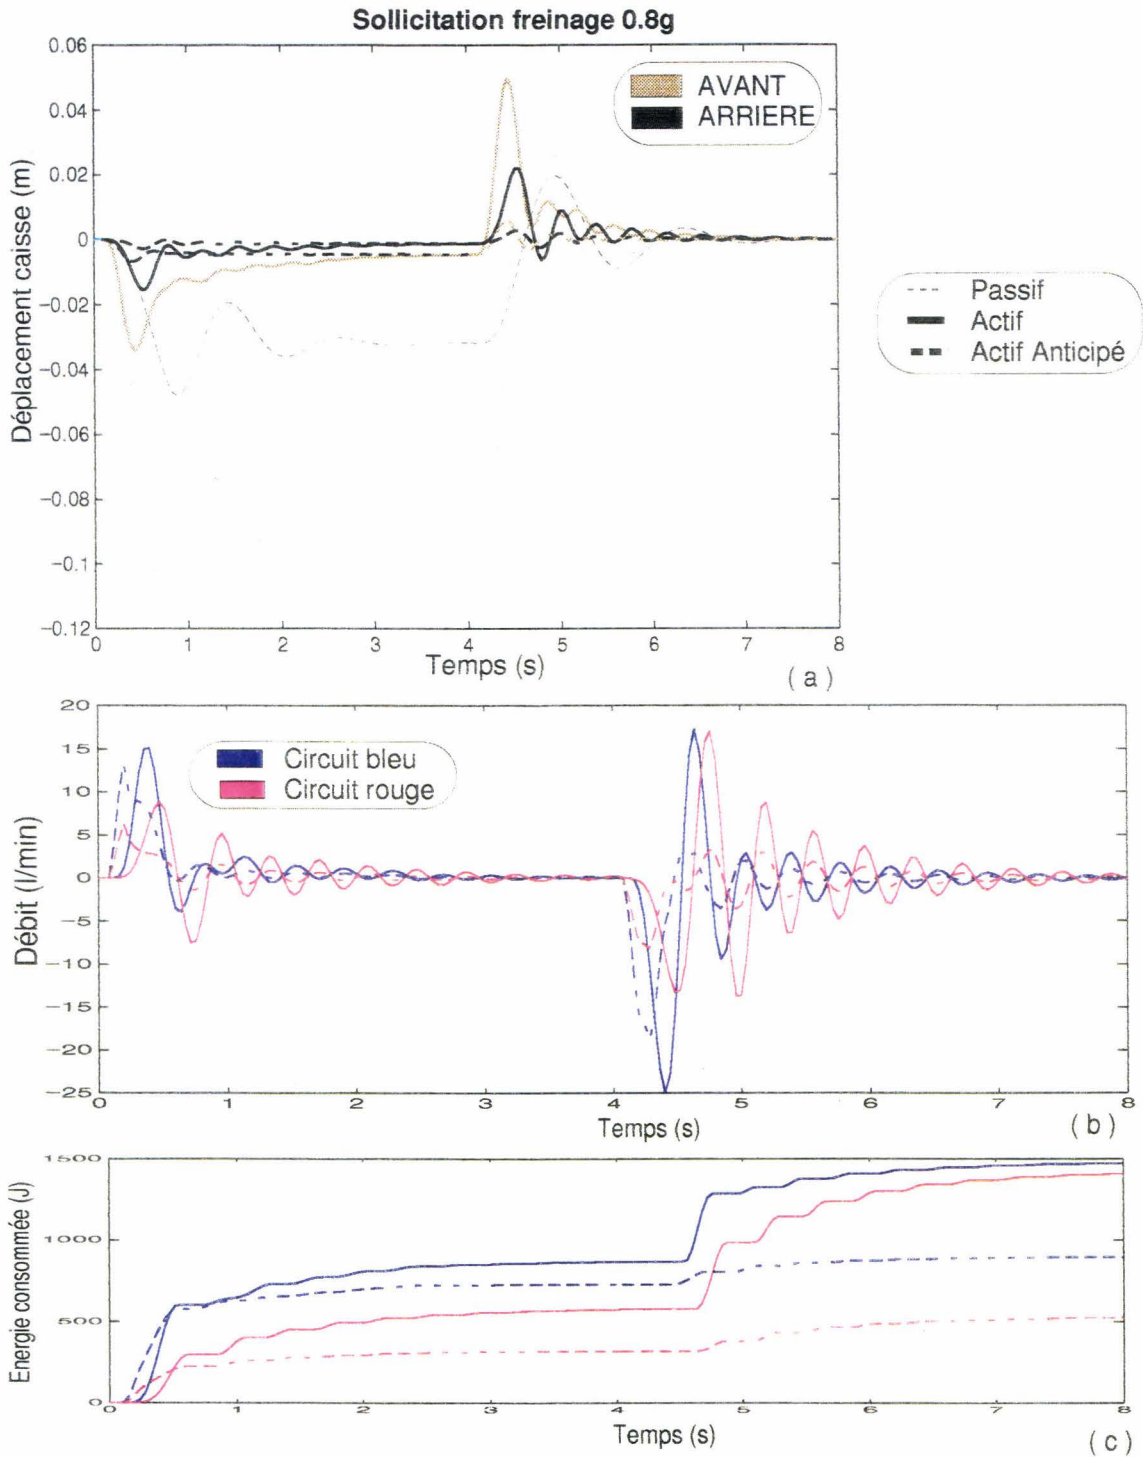 Sollicitation freinage 0.8g
0.06
0.04
0.02
0
−0.02
−0.04
−0.06
−0.08
−0.1
−0.12
Déplacement caisse (m)
AVANT
ARRIERE
Passif
Actif
Actif Anticipé
0 1 2 3 4 5 6 7 8
Temps (s)
( a )
20
15
10
5
0
−5
−10
−15
−20
−25
Débit (l/min)
Circuit bleu
Circuit rouge
0 1 2 3 4 5 6 7 8
Temps (s)
( b )
1500
1000
500
0
Energie consommée (J)
0 1 2 3 4 5 6 7 8
Temps (s)
( c )